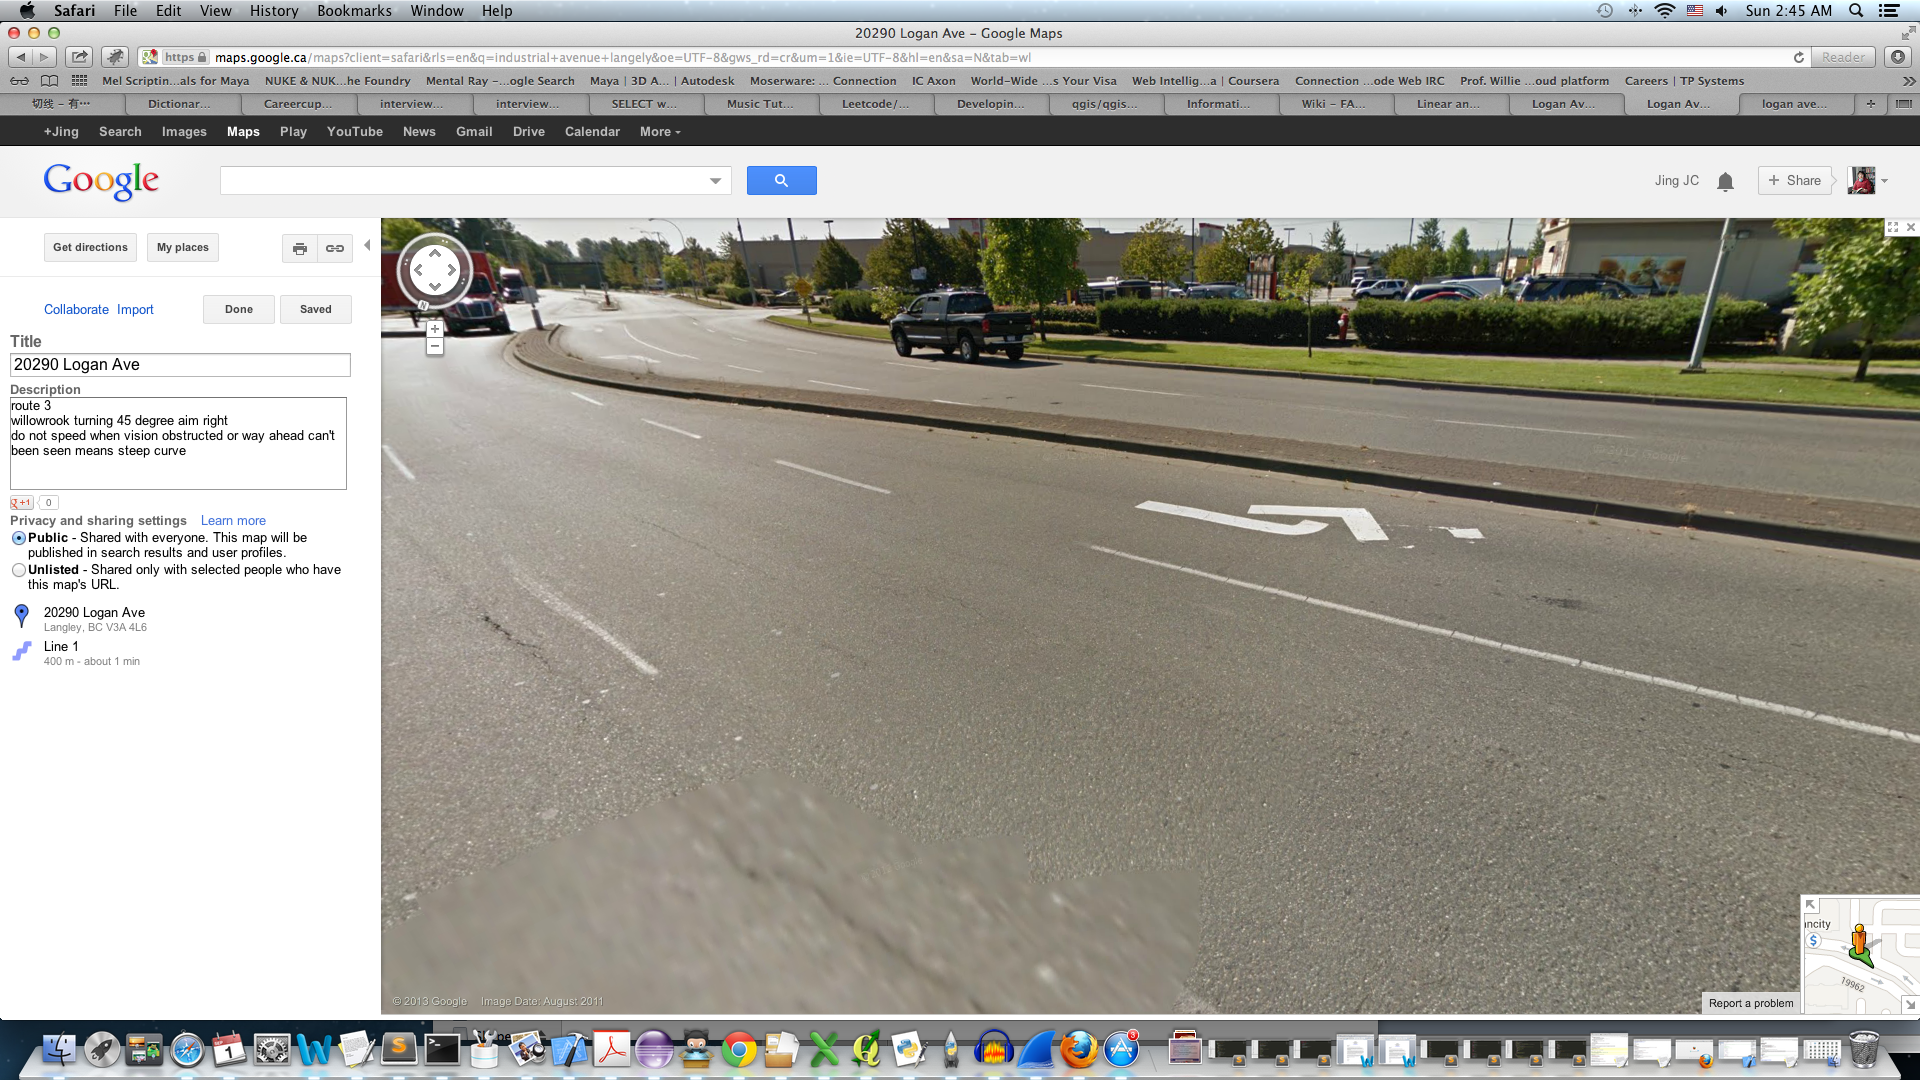 Safari File Edit View History Bookmarks Window Help
Sun 2:45 AM
20290 Logan Ave – Google Maps
https
maps.google.ca/maps?client=safari&rls=en&q=industrial+avenue+langely&oe=UTF-8&gws_rd=cr&um=1&ie=UTF-8&hl=en&sa=N&tab=wl
Reader
Mel Scriptin...als for Maya NUKE & NUK...he Foundry Mental Ray -...ogle Search Maya | 3D A... | Autodesk Moserware: ... Connection IC Axon World-Wide ...s Your Visa Web Intellig...a | Coursera Connection ...ode Web IRC Prof. Willie ...oud platform Careers | TP Systems
切线 – 有... Dictionar... Careercup... interview... interview... SELECT w... Music Tut... Leetcode/... Developin... qgis/qgis... Informati... Wiki – FA... Linear an... Logan Av... Logan Av... logan ave...
+Jing Search Images Maps Play YouTube News Gmail Drive Calendar More
Google
Jing JC
+ Share
Get directions My places
Collaborate Import Done Saved
Title
20290 Logan Ave
Description
route 3
willowrook turning 45 degree aim right
do not speed when vision obstructed or way ahead can't
been seen means steep curve
+1 0
Privacy and sharing settings Learn more
Public - Shared with everyone. This map will be
published in search results and user profiles.
Unlisted - Shared only with selected people who have
this map's URL.
20290 Logan Ave
Langley, BC V3A 4L6
Line 1
400 m - about 1 min
N
© 2013 Google Image Date: August 2011
ncity
19962
Report a problem